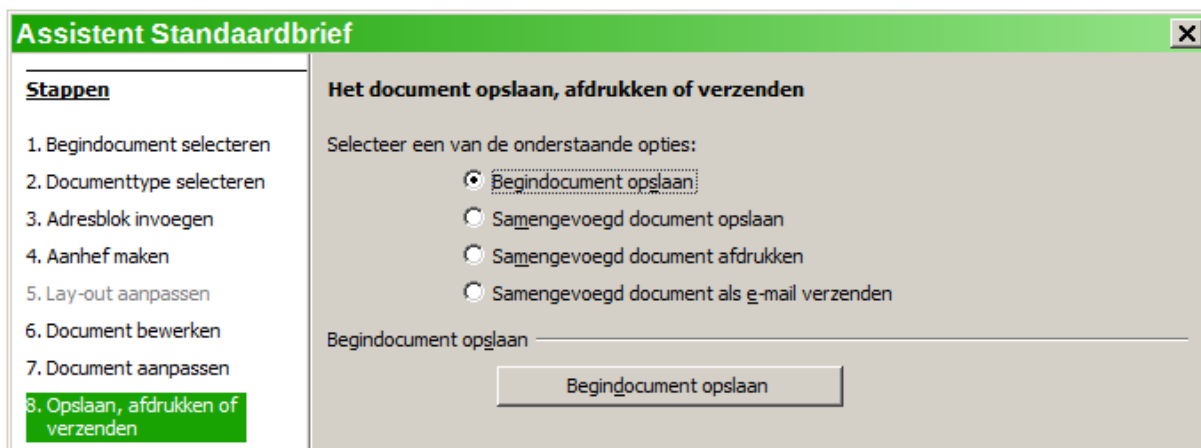 Assistent Standaardbrief
Stappen
1. Begindocument selecteren
2. Documenttype selecteren
3. Adresblok invoegen
4. Aanhef maken
5. Lay-out aanpassen
6. Document bewerken
7. Document aanpassen
8. Opslaan, afdrukken of
verzenden
Het document opslaan, afdrukken of verzenden
Selecteer een van de onderstaande opties:
Begindocument opslaan
Samengevoegd document opslaan
Samengevoegd document afdrukken
Samengevoegd document als e-mail verzenden
Begindocument opslaan
Begindocument opslaan